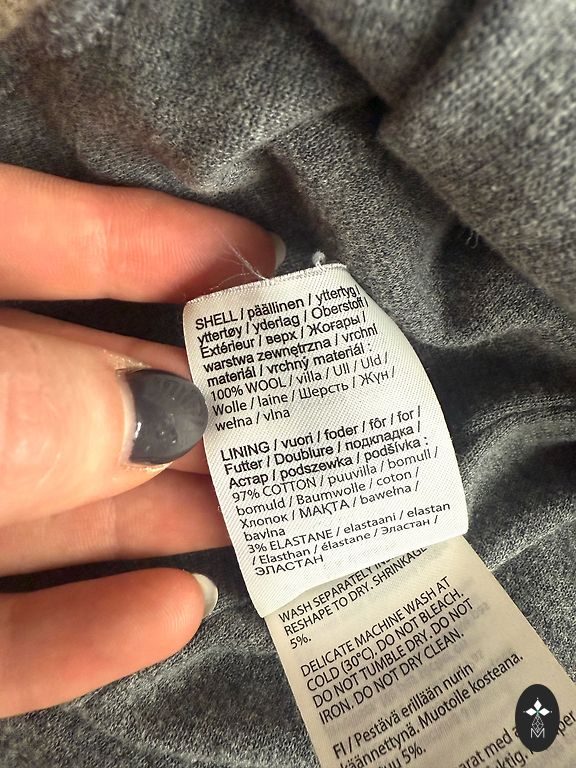 SHELL / päällinen / yttertyg /
yttertøy / yderlag / Oberstoff /
Extérieur / верх / Жоғарғы /
warstwa zewnętrzna / vrchní
materiál / vrchný materiál :
100% WOOL / villa / Ull / Uld /
Wolle / laine / Шерсть / Жүн /
wełna / vlna
LINING / vuori / foder / fôr / for /
Futter / Doublure / подкладка /
Астар / podszewka / podšívka :
97% COTTON / puuvilla / bomull /
bomuld / Baumwolle / coton /
Хлопок / МАҚТА / bawełna /
bavlna
3% ELASTANE / elastaani / elastan
/ Elasthan / élastane / Эластан /
ЭЛАСТАН
WASH SEPARATELY
RESHAPE TO DRY. SHRINKAGE
5%.
DELICATE MACHINE WASH AT
COLD (30°C). DO NOT BLEACH.
DO NOT TUMBLE DRY. DO NOT
IRON. DO NOT DRY CLEAN.
FI / Pestävä erillään nurin
käännettynä. Muotoile kosteana.
5%.
M